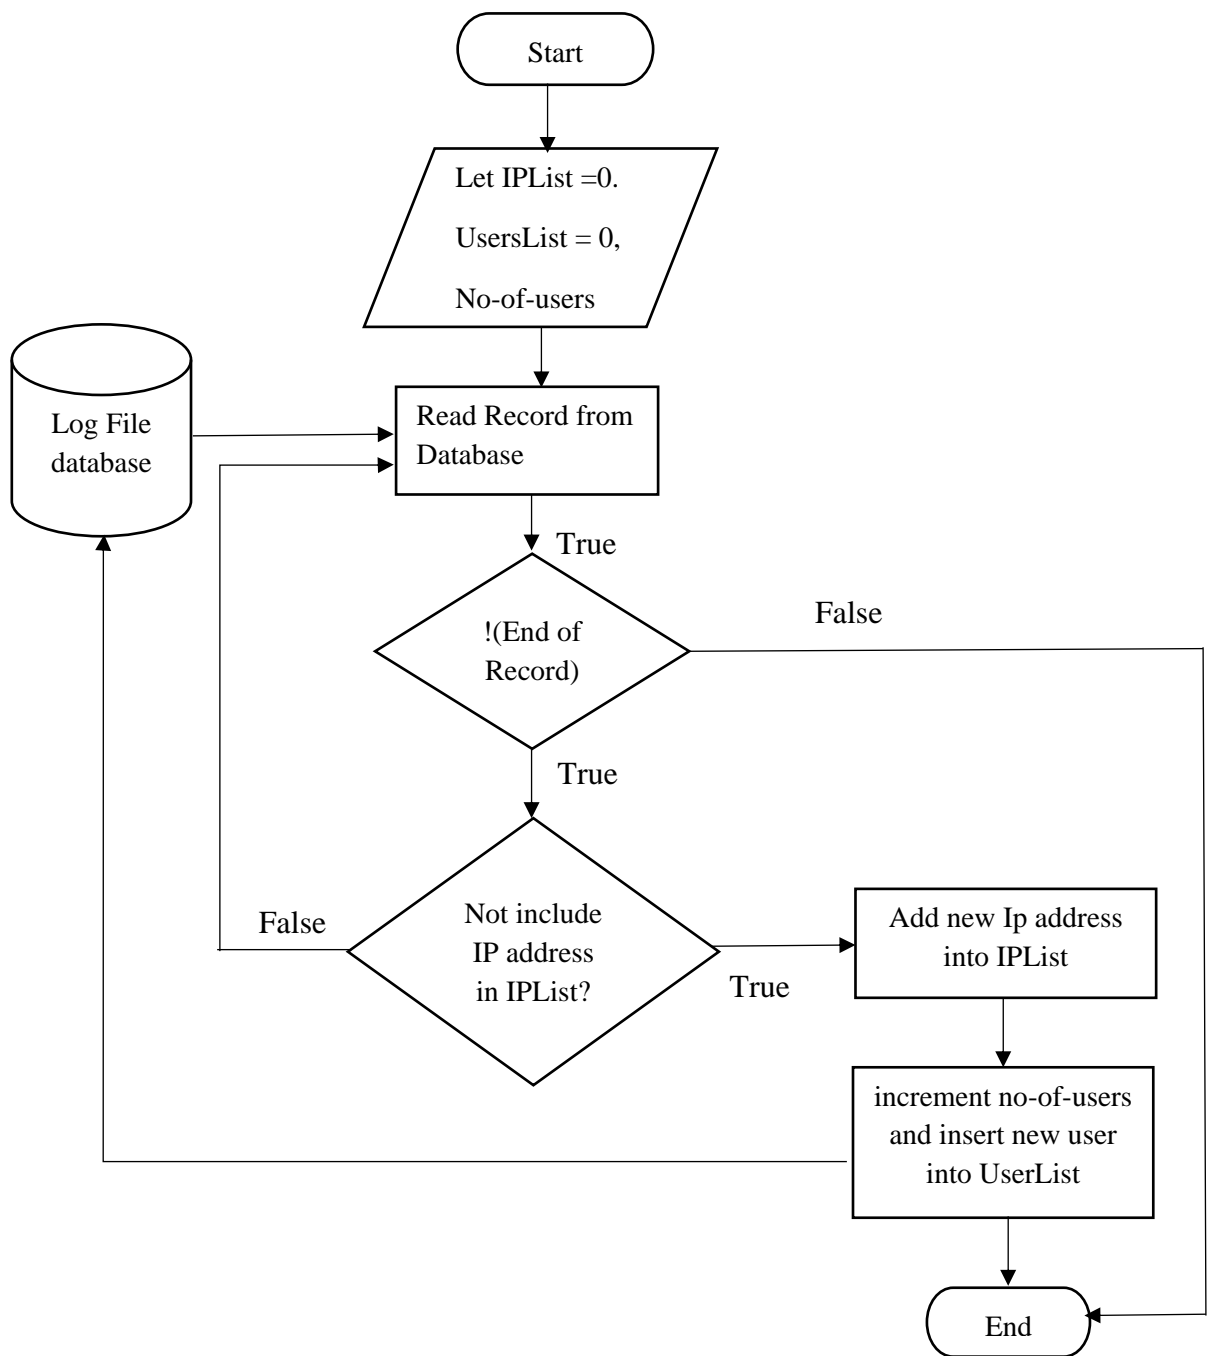 Start
Let IPList =0.
UsersList = 0,
No-of-users
Log File
database
Read Record from
Database
True
!(End of
Record)
False
True
Not include
IP address
in IPList?
False
True
Add new Ip address
into IPList
increment no-of-users
and insert new user
into UserList
End